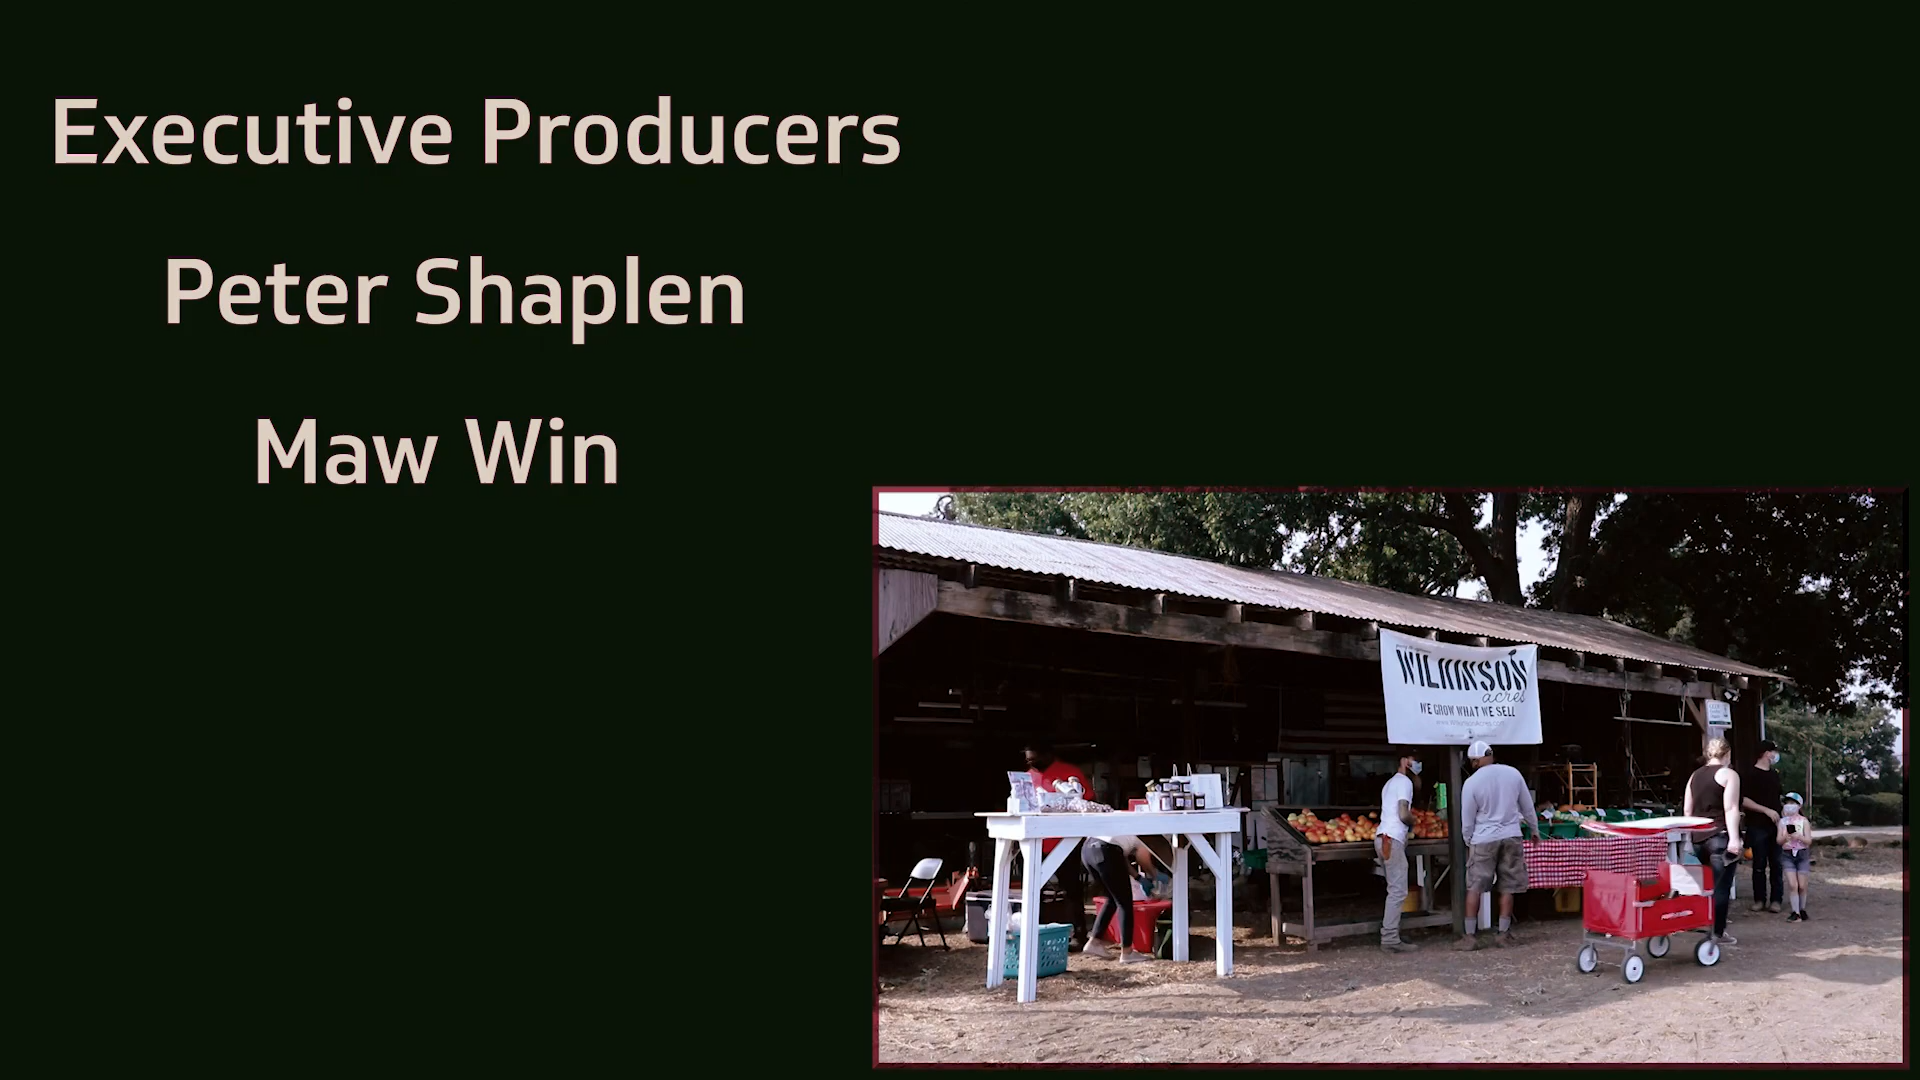 Executive Producers
Peter Shaplen
Maw Win
WILKINSON
acres
WE GROW WHAT WE SELL